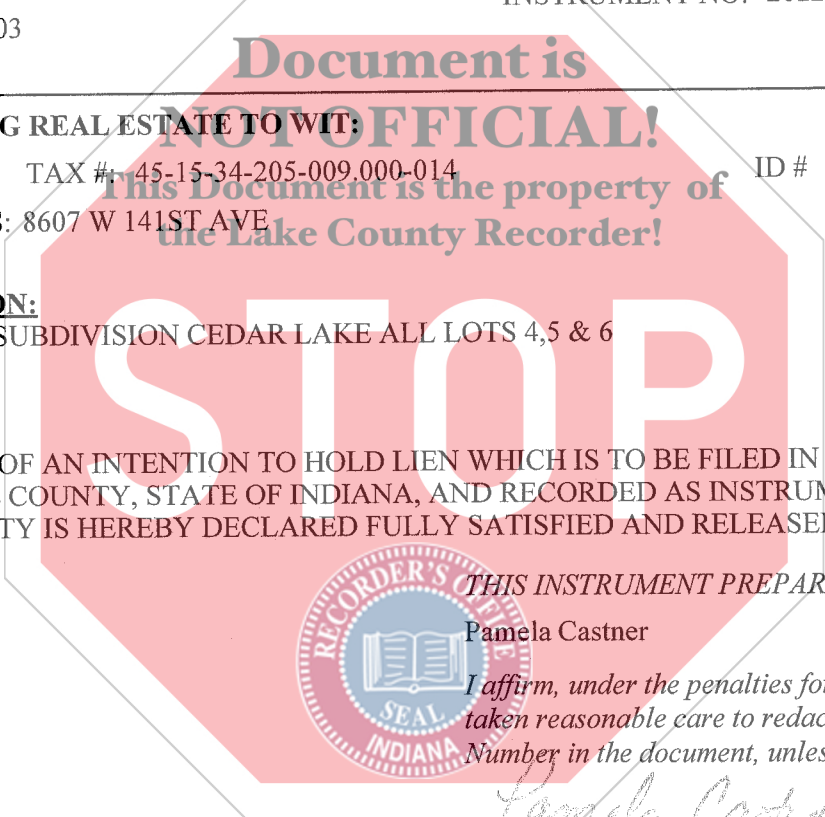 INSTRUMENT NO. 2012
03
Document is
NOT OFFICIAL!
G REAL ESTATE TO WIT:
TAX #: 45-15-34-205-009.000-014 ID #
This Document is the property of
S: 8607 W 141ST AVE
the Lake County Recorder!
ON:
SUBDIVISION CEDAR LAKE ALL LOTS 4,5 & 6
STOP
OF AN INTENTION TO HOLD LIEN WHICH IS TO BE FILED IN
COUNTY, STATE OF INDIANA, AND RECORDED AS INSTRUM
TY IS HEREBY DECLARED FULLY SATISFIED AND RELEASE
RECORDER'S OFFICE
SEAL
INDIANA
THIS INSTRUMENT PREPAR
Pamela Castner
I affirm, under the penalties for
taken reasonable care to redac
Number in the document, unles
Pamela Castn